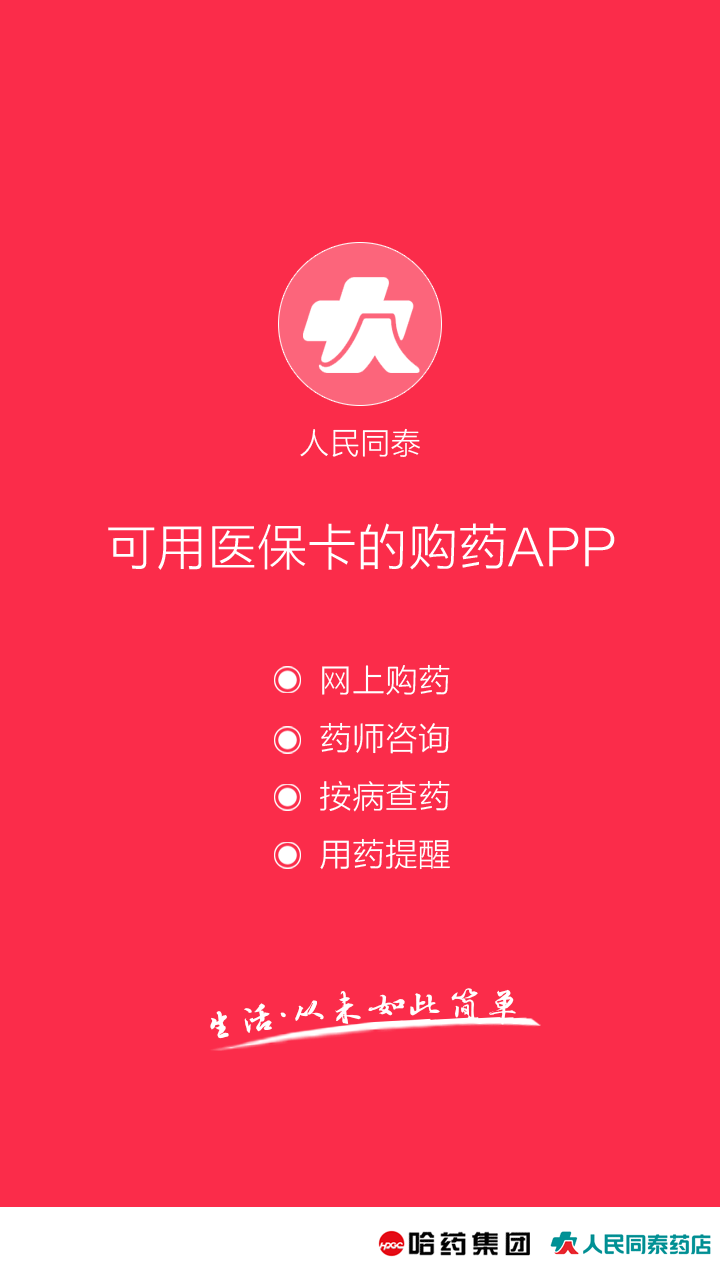 人民同泰
可用医保卡的购药APP
网上购药
药师咨询
按病查药
用药提醒
生活·从未如此简单
HPGC 哈药集团 人民同泰药店